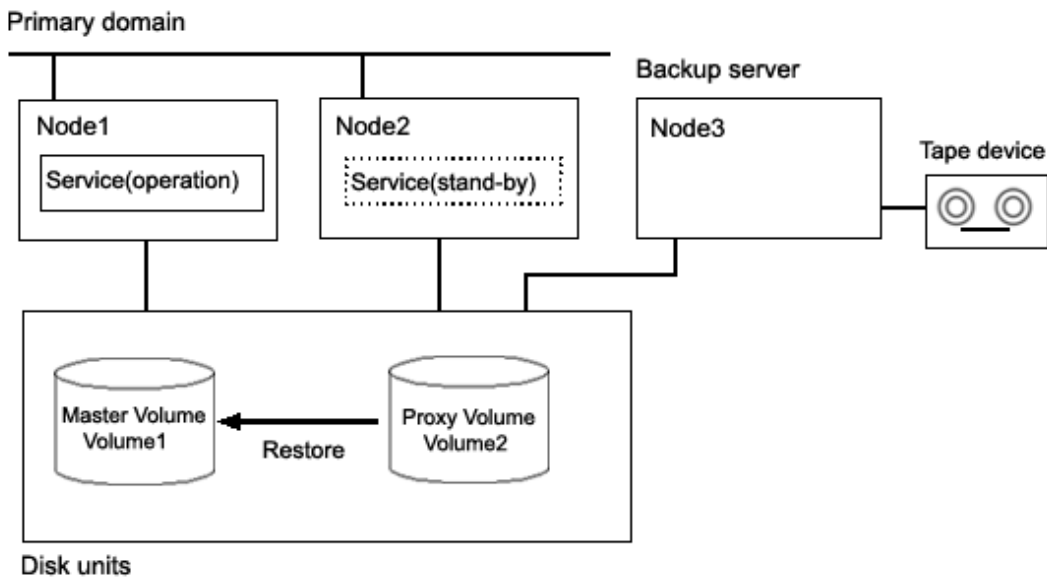 Primary domain
Backup server
Node1
Node2
Node3
Tape device
Service(operation)
Service(stand-by)
Master Volume
Volume1
Proxy Volume
Volume2
Restore
Disk units